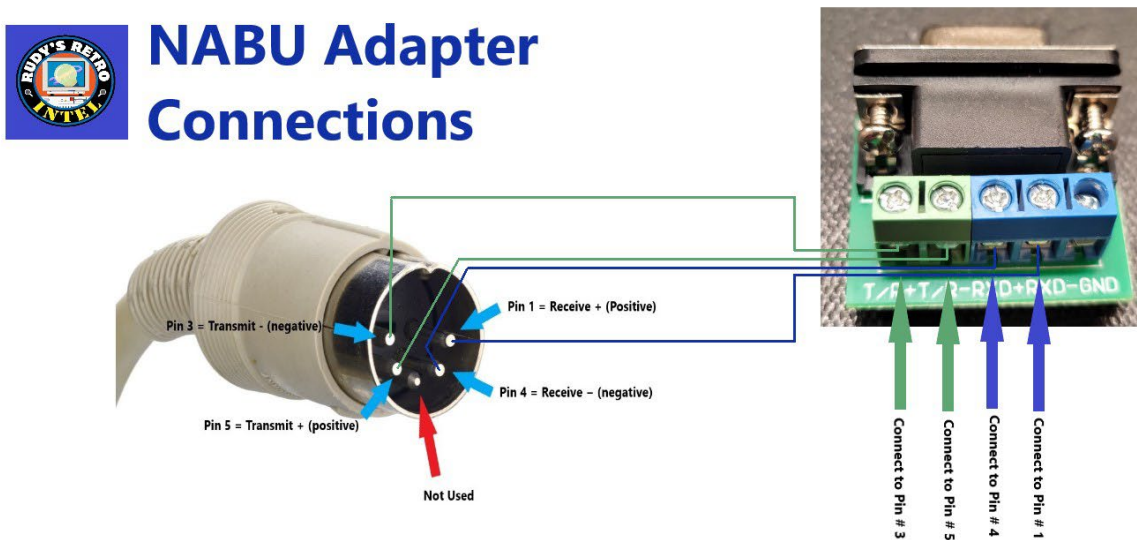 RUDY'S RETRO
INTEL
NABU Adapter
Connections
Pin 1 = Receive + (Positive)
Pin 3 = Transmit - (negative)
Pin 4 = Receive – (negative)
Pin 5 = Transmit + (positive)
Not Used
T/R+T/R-RXD+RXD-GND
Connect to Pin # 3
Connect to Pin # 5
Connect to Pin # 4
Connect to Pin # 1